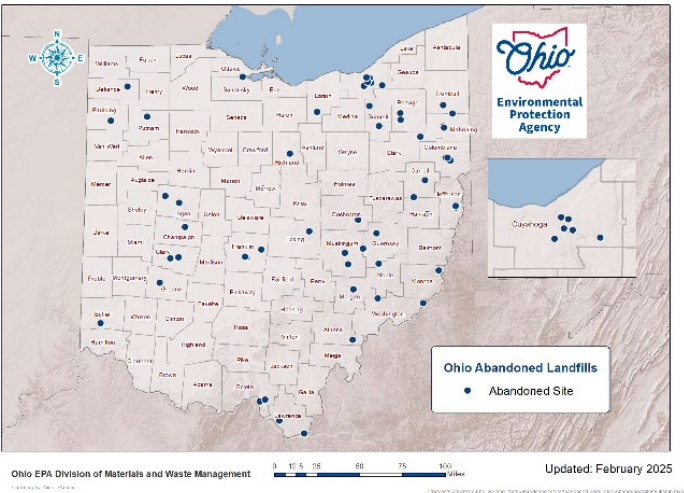 N
W
E
S
Ohio
Environmental
Protection
Agency
Williams
Fulton
Lucas
Ottawa
Lake
Ashtabula
Geauga
Defiance
Henry
Wood
Sandusky
Erie
Lorain
Trumbull
Paulding
Putnam
Hancock
Seneca
Huron
Medina
Summit
Portage
Mahoning
Van Wert
Allen
Wyandot
Crawford
Richland
Ashland
Wayne
Stark
Columbiana
Mercer
Auglaize
Hardin
Marion
Morrow
Holmes
Carroll
Jefferson
Shelby
Logan
Union
Delaware
Knox
Coshocton
Tuscarawas
Harrison
Darke
Miami
Champaign
Clark
Madison
Franklin
Licking
Muskingum
Guernsey
Belmont
Preble
Montgomery
Greene
Fayette
Pickaway
Fairfield
Perry
Noble
Monroe
Morgan
Washington
Butler
Warren
Clinton
Ross
Hocking
Athens
Hamilton
Clermont
Highland
Vinton
Meigs
Brown
Adams
Pike
Jackson
Scioto
Gallia
Lawrence
Cuyahoga
Ohio Abandoned Landfills
Abandoned Site
Ohio EPA Division of Materials and Waste Management
0 12.5 25 50 75 100
Miles
Updated: February 2025